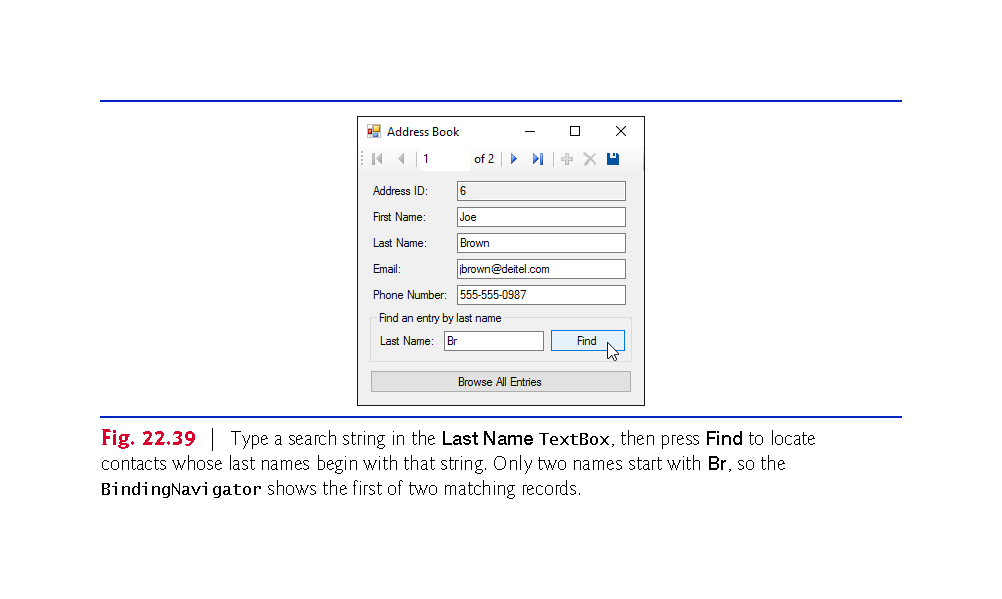 Address Book
1 of 2
Address ID: 6
First Name: Joe
Last Name: Brown
Email: jbrown@deitel.com
Phone Number: 555-555-0987
Find an entry by last name
Last Name: Br Find
Browse All Entries
Fig. 22.39 | Type a search string in the Last Name TextBox, then press Find to locate
contacts whose last names begin with that string. Only two names start with Br, so the
BindingNavigator shows the first of two matching records.